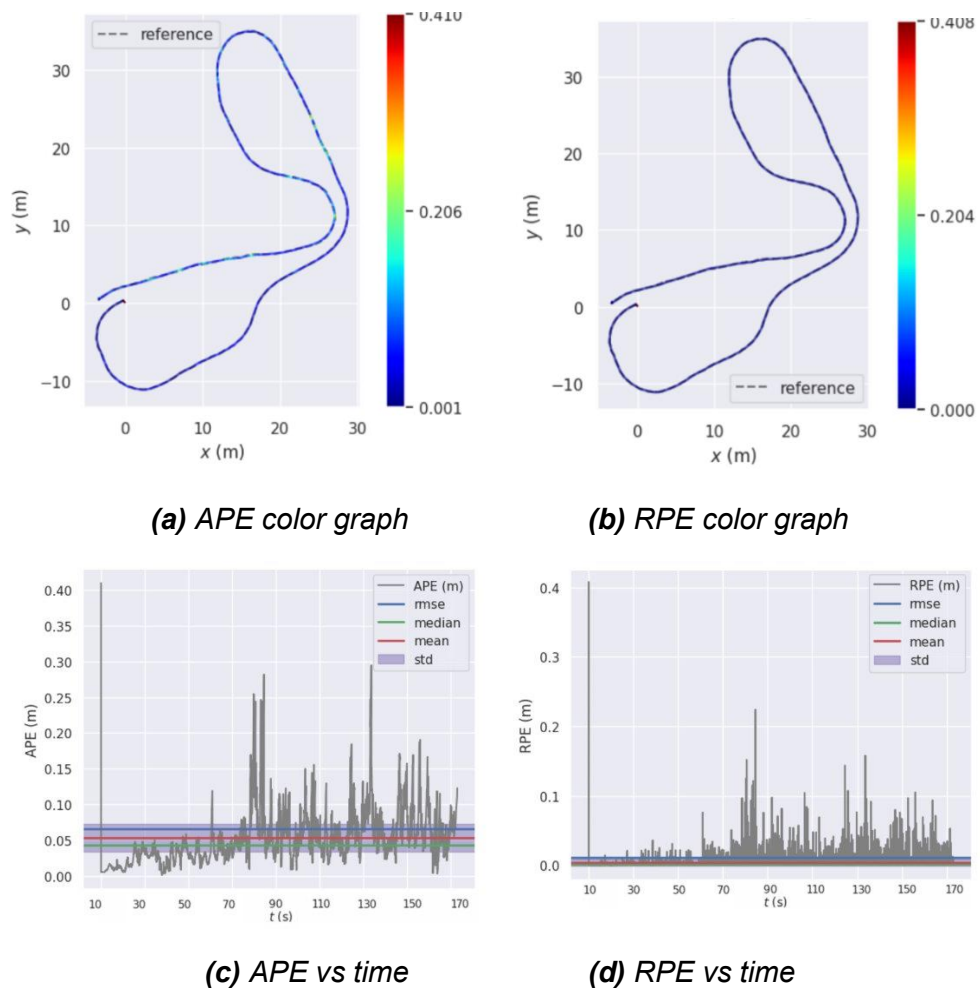 0.410
reference
30
20
y (m)
0.206
10
0
−10
0.001
0 10 20 30
x (m)
0.408
30
20
y (m)
0.204
10
0
−10
reference
0.000
0 10 20 30
x (m)
(a) APE color graph
(b) RPE color graph
0.40
0.35
0.30
0.25
0.20
0.15
0.10
0.05
0.00
APE (m)
APE (m)
rmse
median
mean
std
10 30 50 70 90 110 130 150 170
t (s)
0.4
0.3
0.2
0.1
0.0
RPE (m)
RPE (m)
rmse
median
mean
std
10 30 50 70 90 110 130 150 170
t (s)
(c) APE vs time
(d) RPE vs time